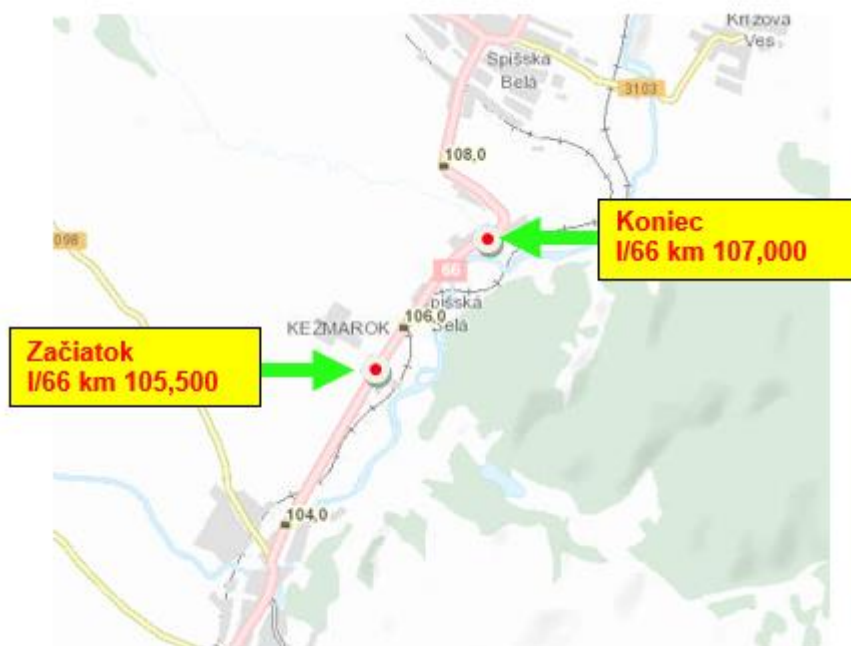 Krížová
Ves
Spišská
Belá
3103
108,0
098
Koniec
I/66 km 107,000
66
106,0
KEŽMAROK
Spišská
Belá
Začiatok
I/66 km 105,500
104,0